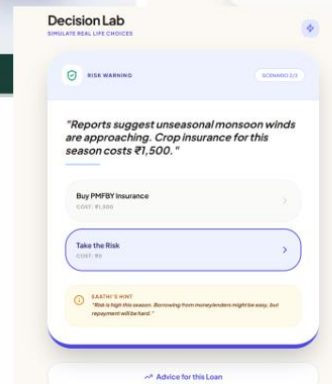 Decision Lab
SIMULATE REAL LIFE CHOICES
RISK WARNING
SCENARIO 2/3
"Reports suggest unseasonal monsoon winds
are approaching. Crop insurance for this
season costs ₹1,500."
Buy PMFBY Insurance
COST: ₹1,500
Take the Risk
COST: ₹0
SAATHI'S HINT
"Risk is high this season. Borrowing from moneylenders might be easy, but
repayment will be hard."
Advice for this Loan